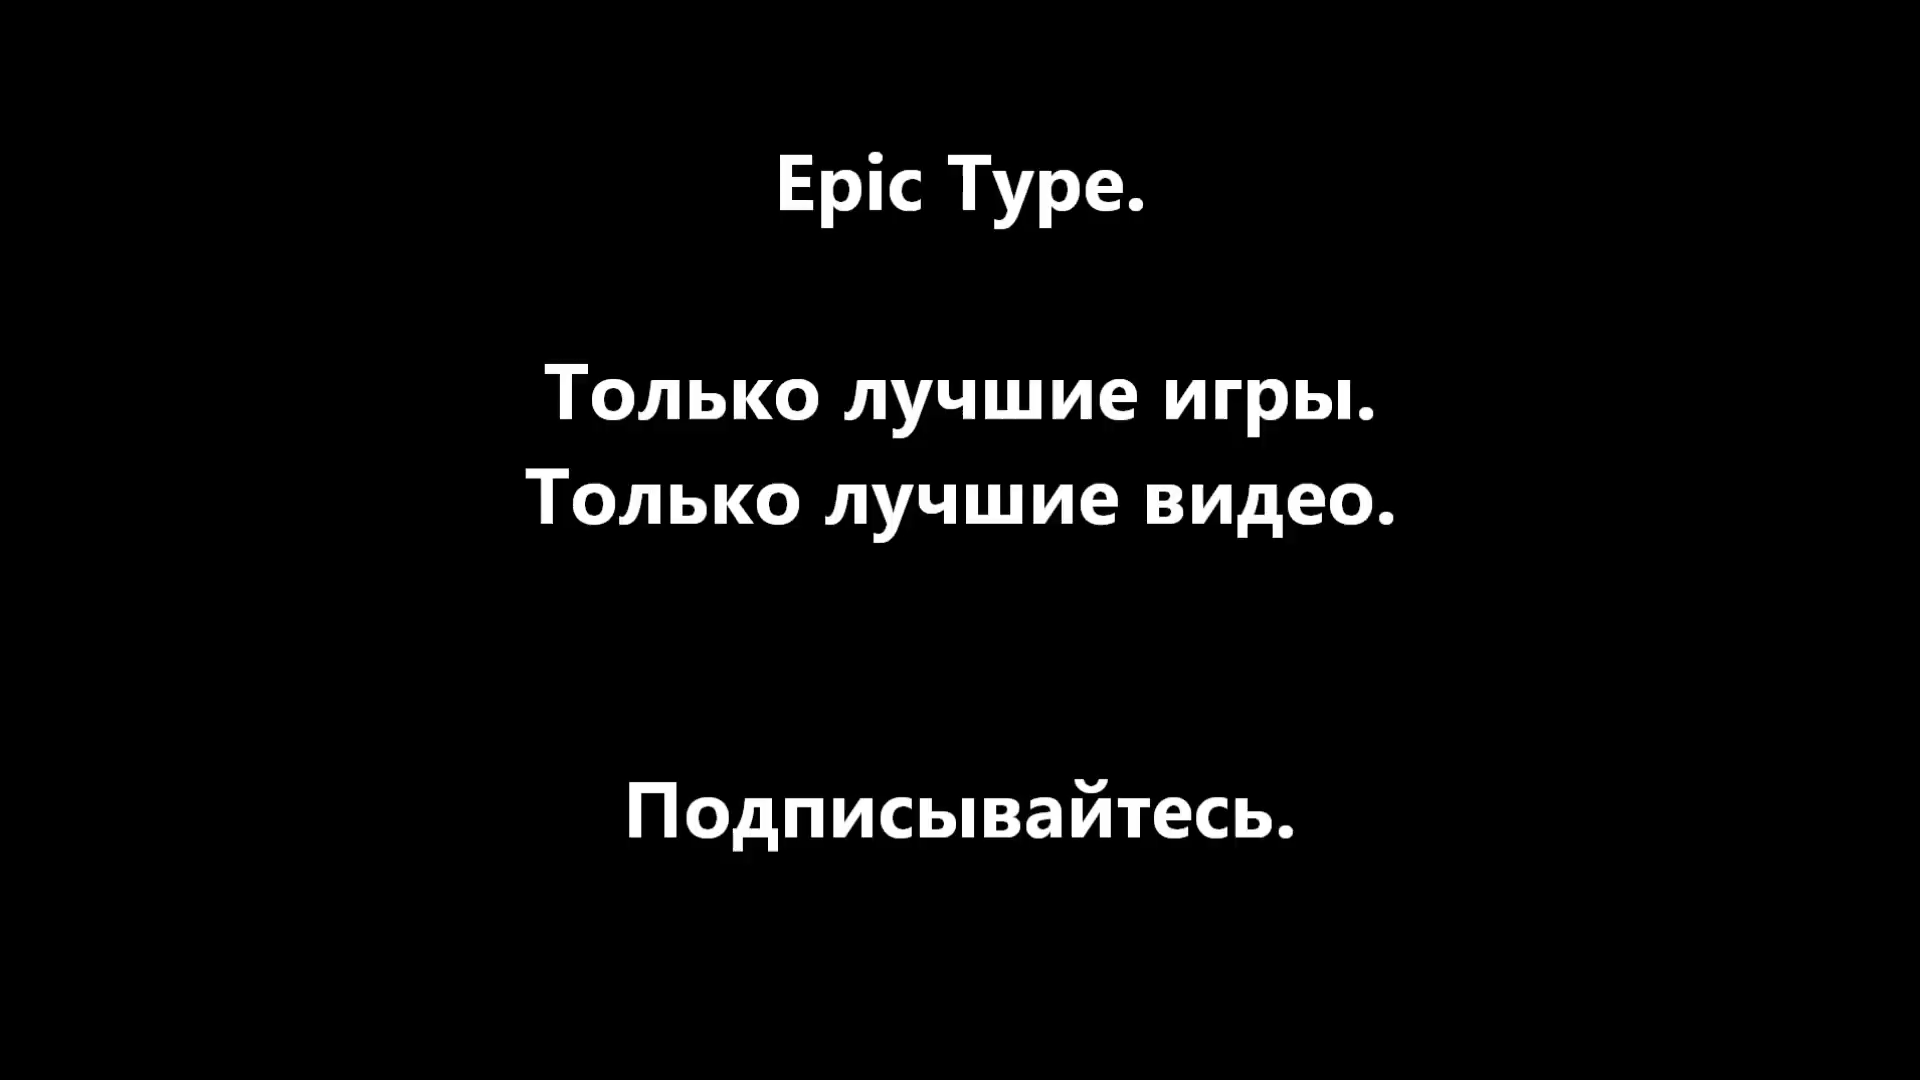 Epic Type.
Только лучшие игры.
Только лучшие видео.
Подписывайтесь.